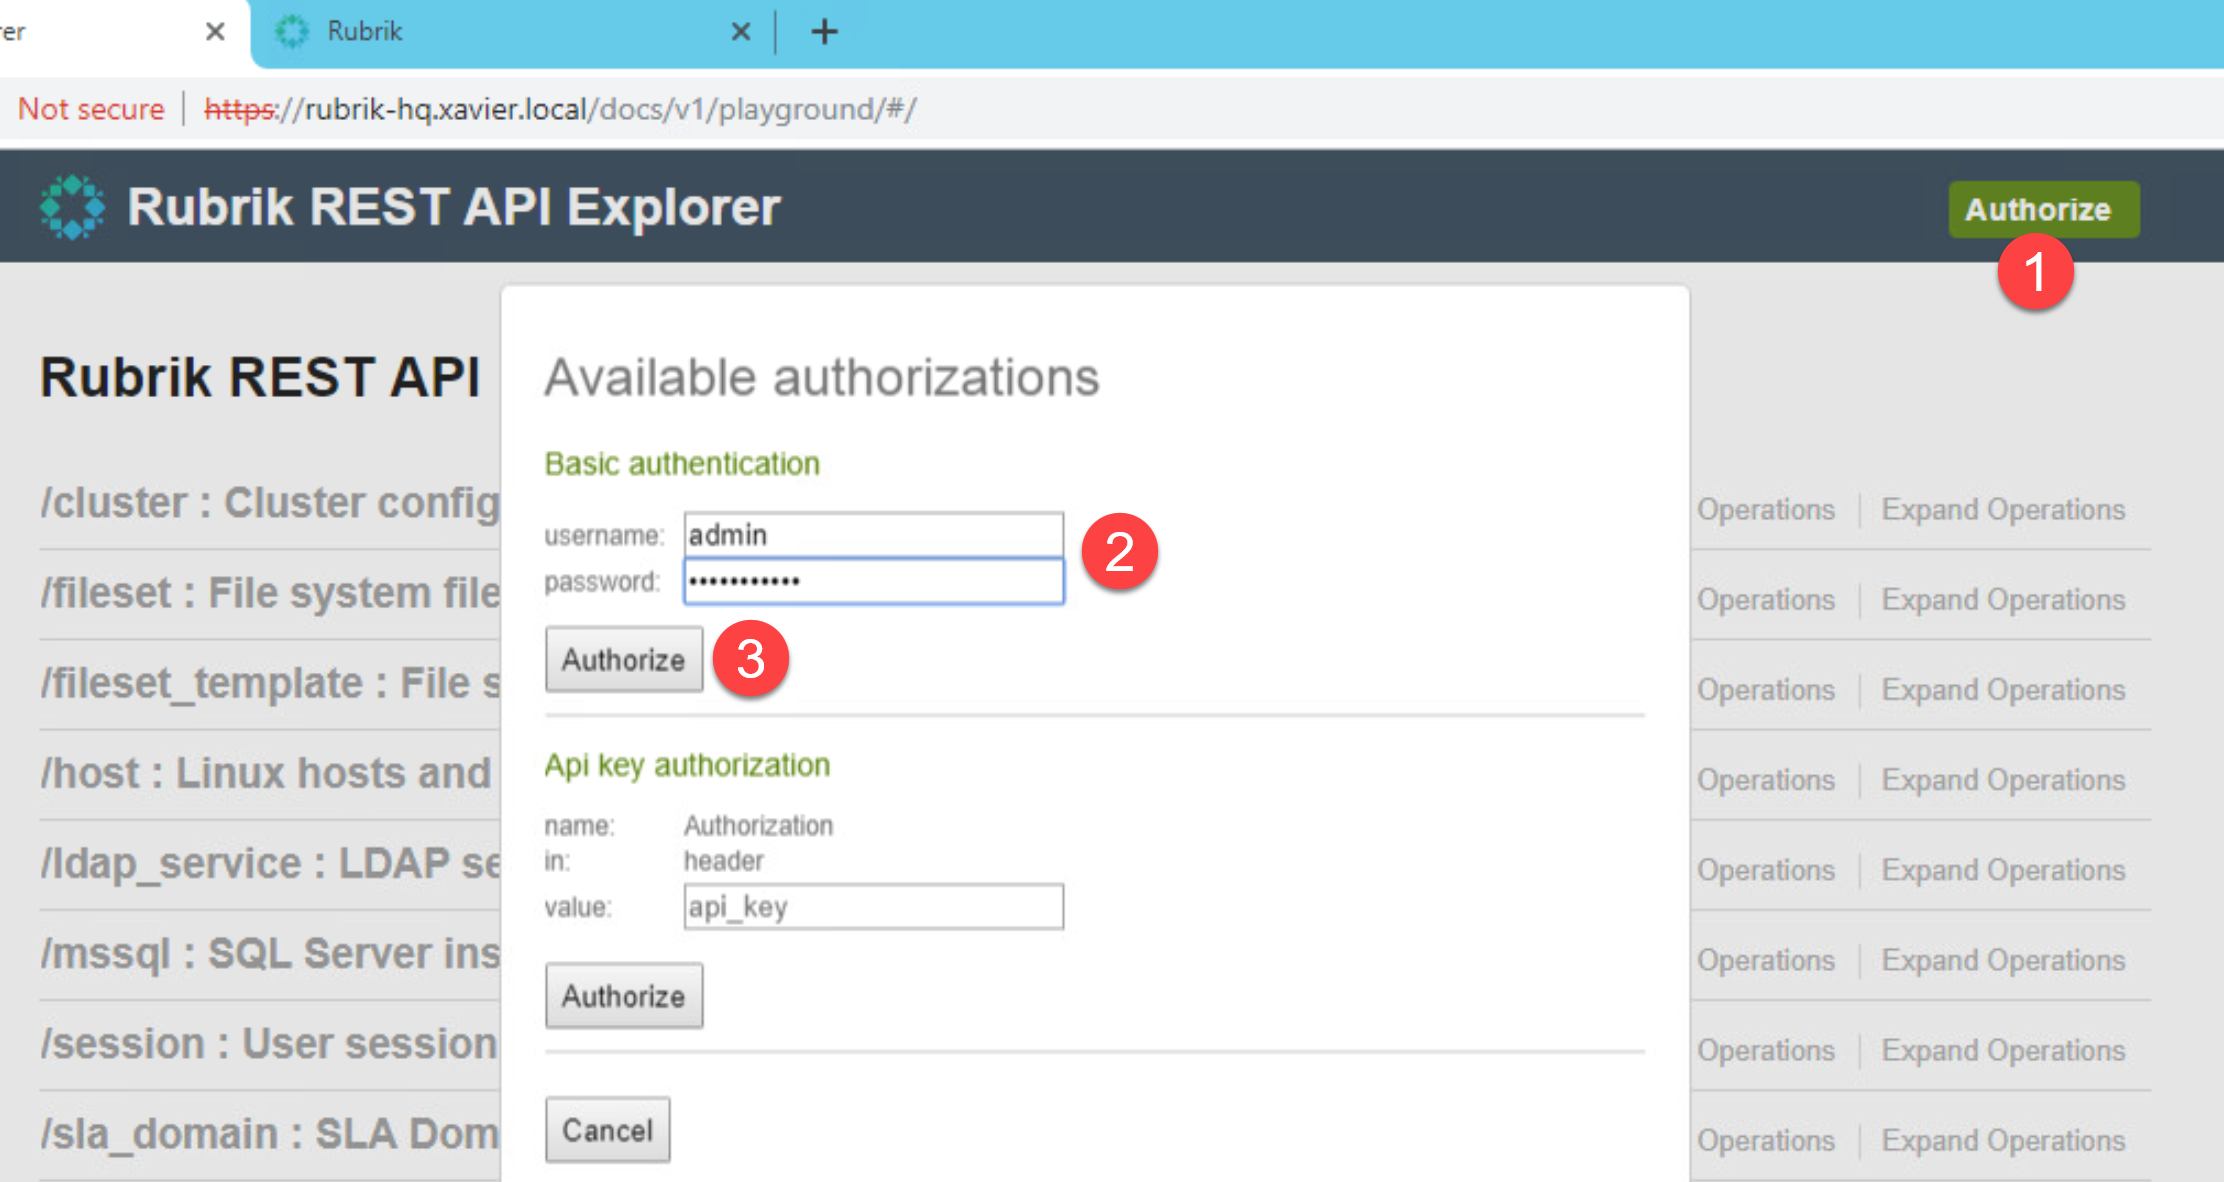 rer × Rubrik × +
Not secure | https://rubrik-hq.xavier.local/docs/v1/playground/#/
Rubrik REST API Explorer Authorize
1
Rubrik REST API
Available authorizations
Basic authentication
username: admin
2
password: •••••••••••
Authorize 3
Api key authorization
name: Authorization
in: header
value: api_key
Authorize
Cancel
/cluster : Cluster config Operations | Expand Operations
/fileset : File system file Operations | Expand Operations
/fileset_template : File s Operations | Expand Operations
/host : Linux hosts and Operations | Expand Operations
/ldap_service : LDAP se Operations | Expand Operations
/mssql : SQL Server ins Operations | Expand Operations
/session : User session Operations | Expand Operations
/sla_domain : SLA Dom Operations | Expand Operations